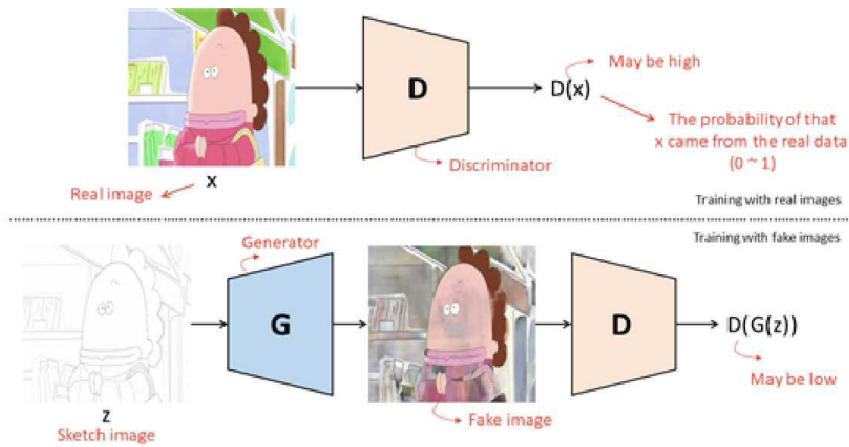 D
D(x)
May be high
The probability of that
x came from the real data
(0 ~ 1)
Discriminator
Real image
x
Training with real images
Training with fake images
Generator
G
D
D(G(z))
May be low
Fake image
z
Sketch image